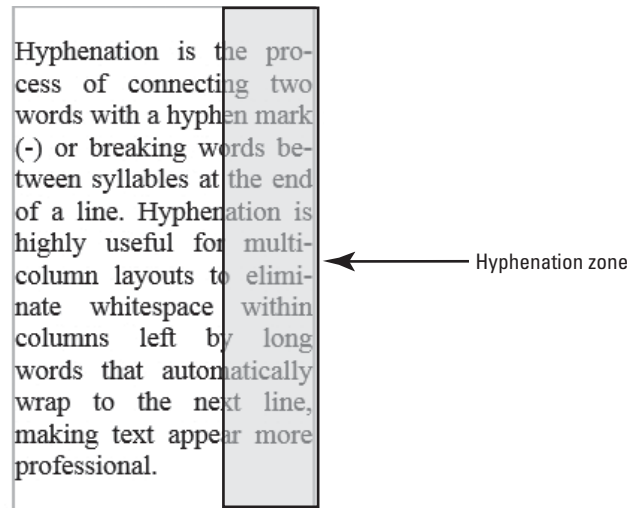 Hyphenation is the pro-
cess of connecting two
words with a hyphen mark
(-) or breaking words be-
tween syllables at the end
of a line. Hyphenation is
highly useful for multi-
column layouts to elimi-
nate whitespace within
columns left by long
words that automatically
wrap to the next line,
making text appear more
professional.
Hyphenation zone